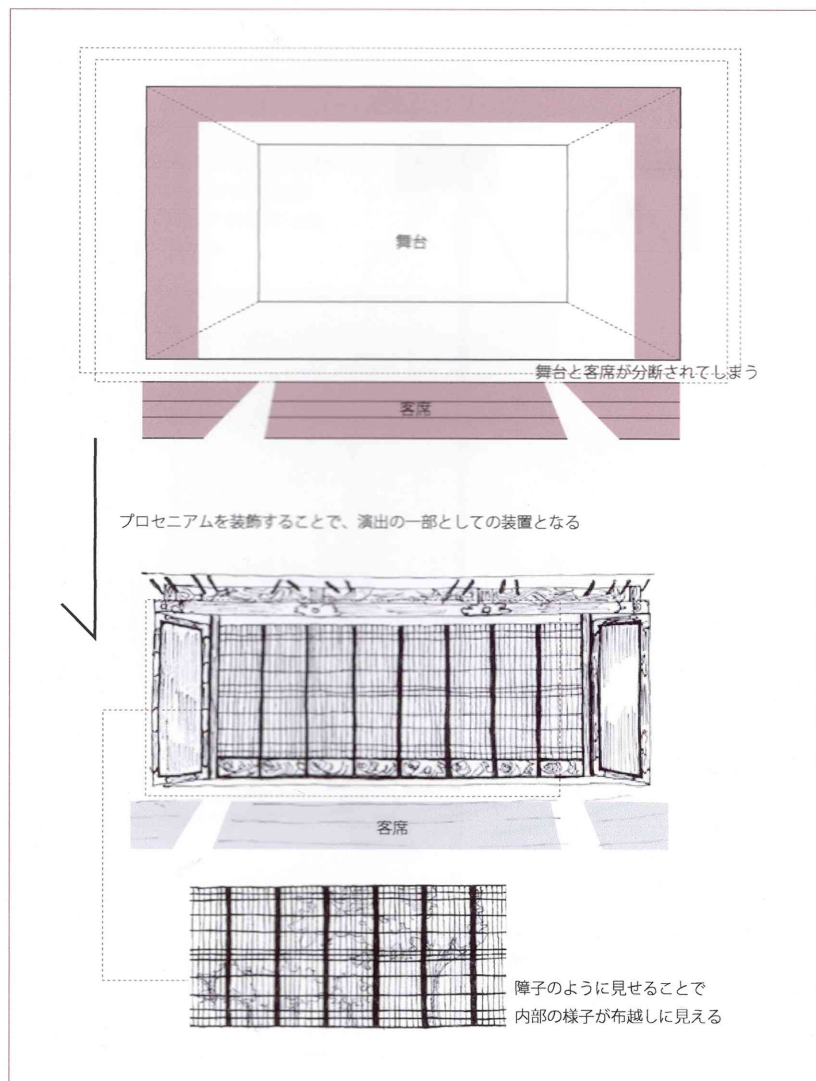 舞台
舞台と客席が分断されてしまう
客席
プロセニアムを装飾することで、演出の一部としての装置となる
客席
障子のように見せることで
内部の様子が布越しに見える